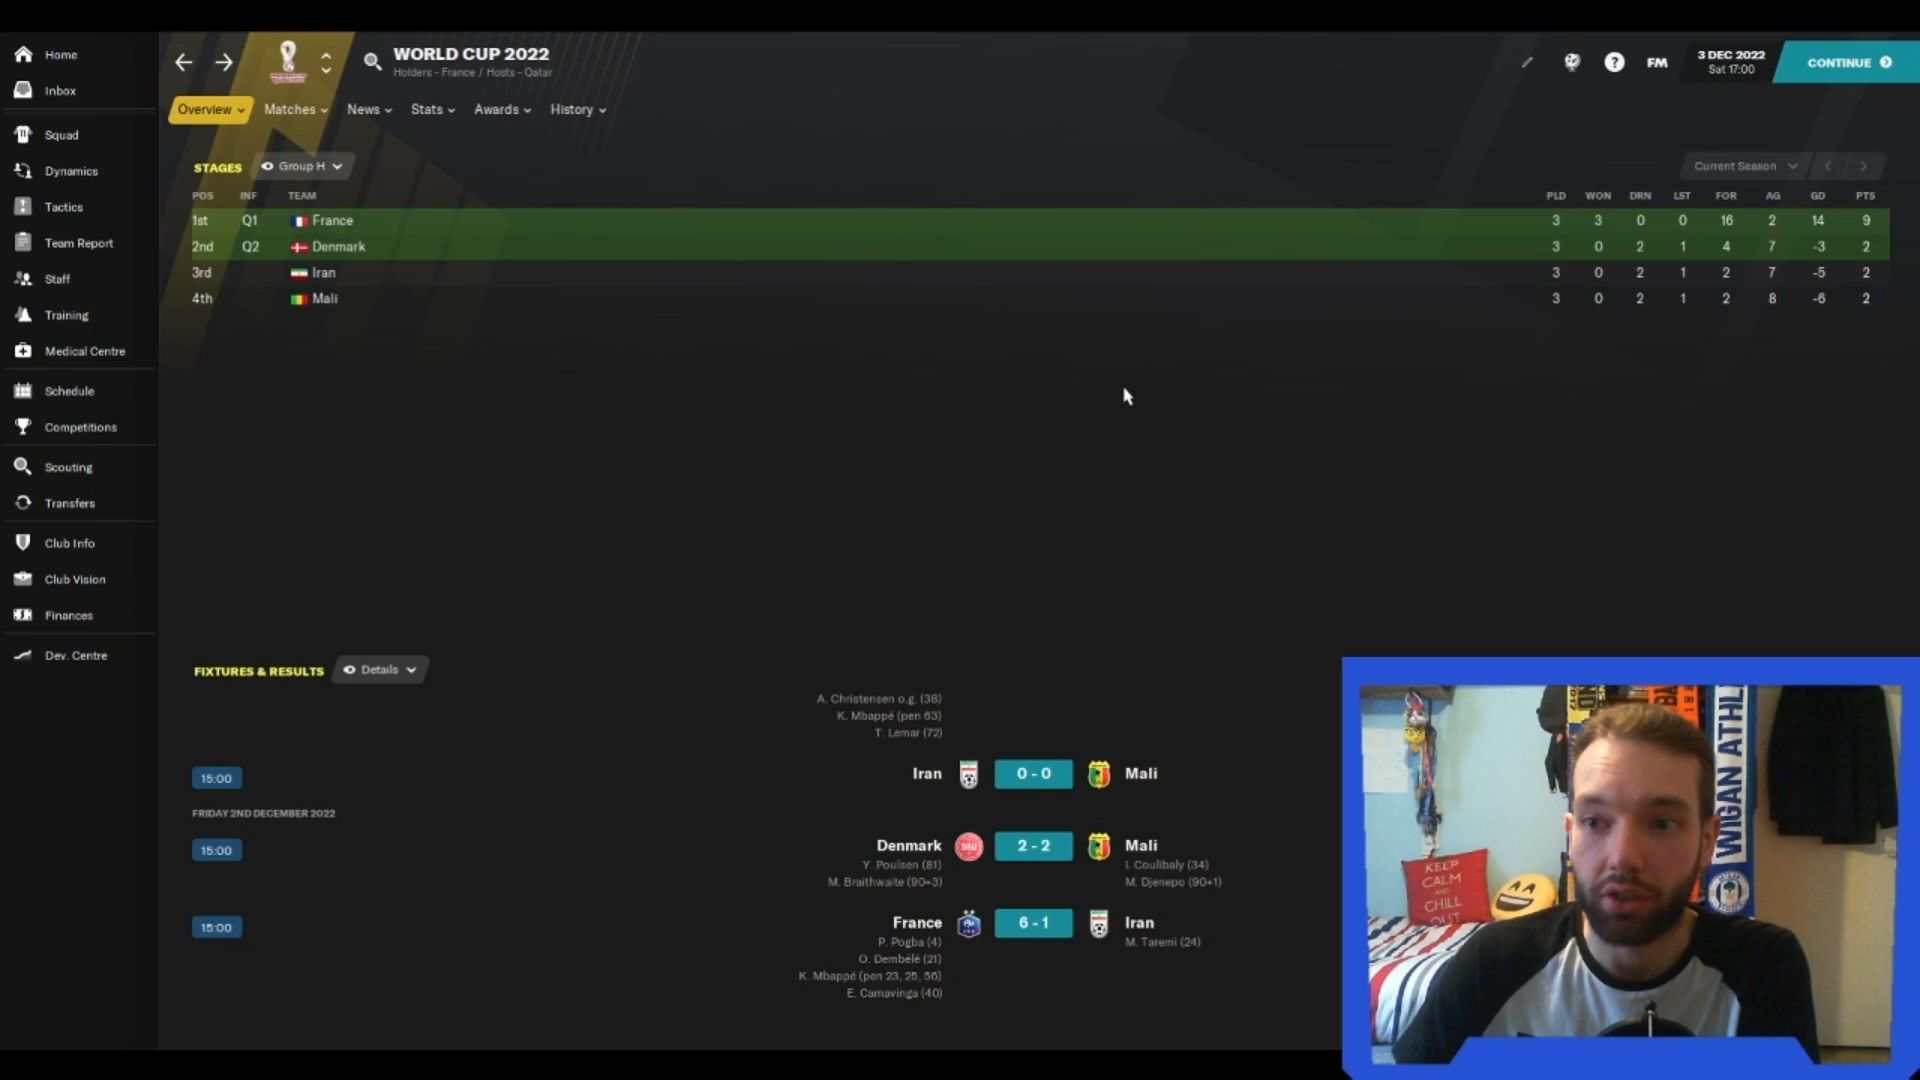 Home
Inbox
Squad
Dynamics
Tactics
Team Report
Staff
Training
Medical Centre
Schedule
Competitions
Scouting
Transfers
Club Info
Club Vision
Finances
Dev. Centre
WORLD CUP 2022
Holders - France / Hosts - Qatar
FM
3 DEC 2022
Sat 17:00
CONTINUE
Overview Matches News Stats Awards History
STAGES Group H Current Season
POS INF TEAM PLD WON DRN LST FOR AG GD PTS
1st Q1 France 3 3 0 0 16 2 14 9
2nd Q2 Denmark 3 0 2 1 4 7 -3 2
3rd Iran 3 0 2 1 2 7 -5 2
4th Mali 3 0 2 1 2 8 -6 2
FIXTURES & RESULTS Details
A. Christensen o.g. (38)
K. Mbappé (pen 63)
T. Lemar (72)
15:00 Iran 0 - 0 Mali
FRIDAY 2ND DECEMBER 2022
15:00 Denmark 2 - 2 Mali
Y. Poulsen (81) I. Coulibaly (34)
M. Braithwaite (90+3) M. Djenepo (90+1)
15:00 France 6 - 1 Iran
P. Pogba (4) M. Taremi (24)
O. Dembélé (21)
K. Mbappé (pen 23, 25, 56)
E. Camavinga (40)
KEEP
CALM
AND
CHILL
OUT
WIGAN ATHL